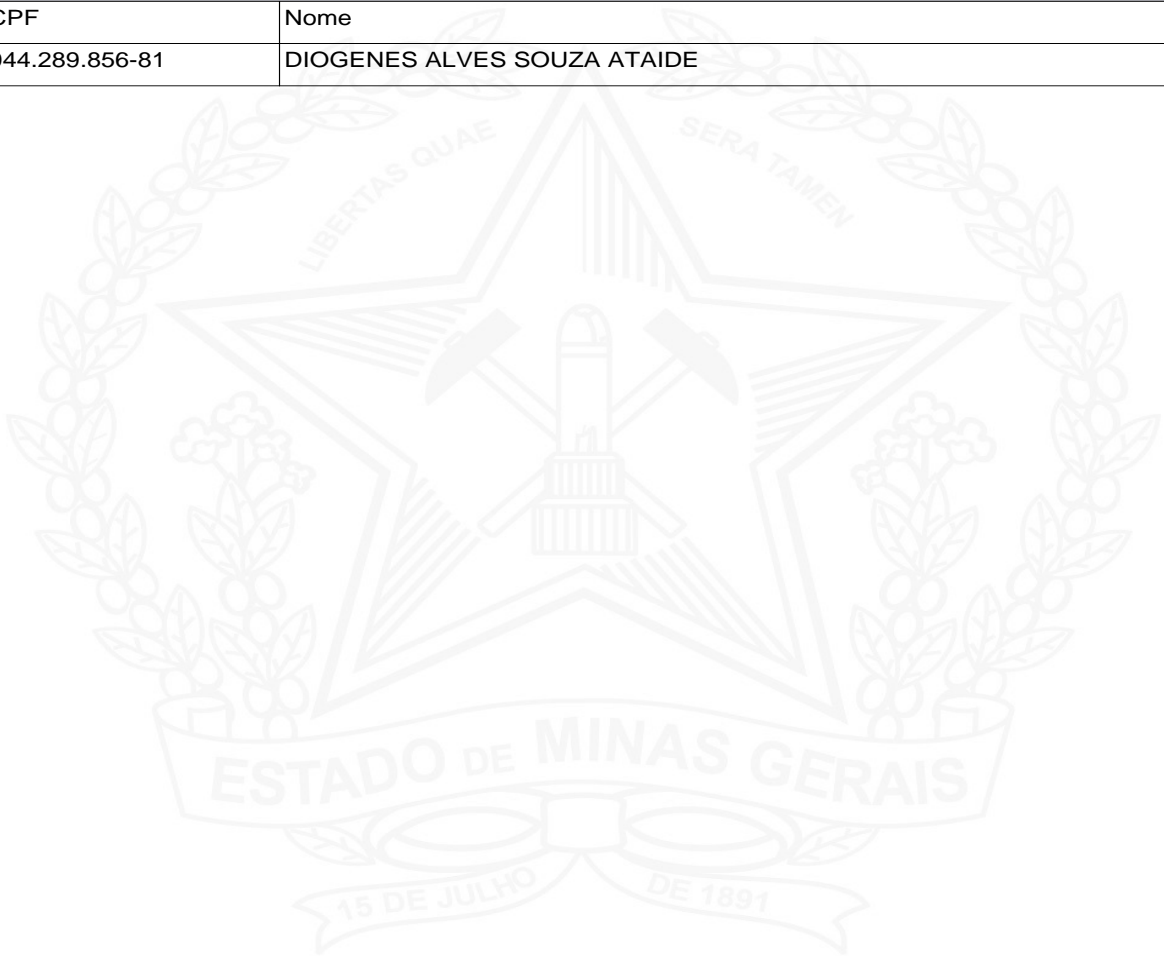 CPF Nome
044.289.856-81 DIOGENES ALVES SOUZA ATAIDE
LIBERTAS QUAE SERA TAMEN
ESTADO DE MINAS GERAIS
15 DE JULHO DE 1891